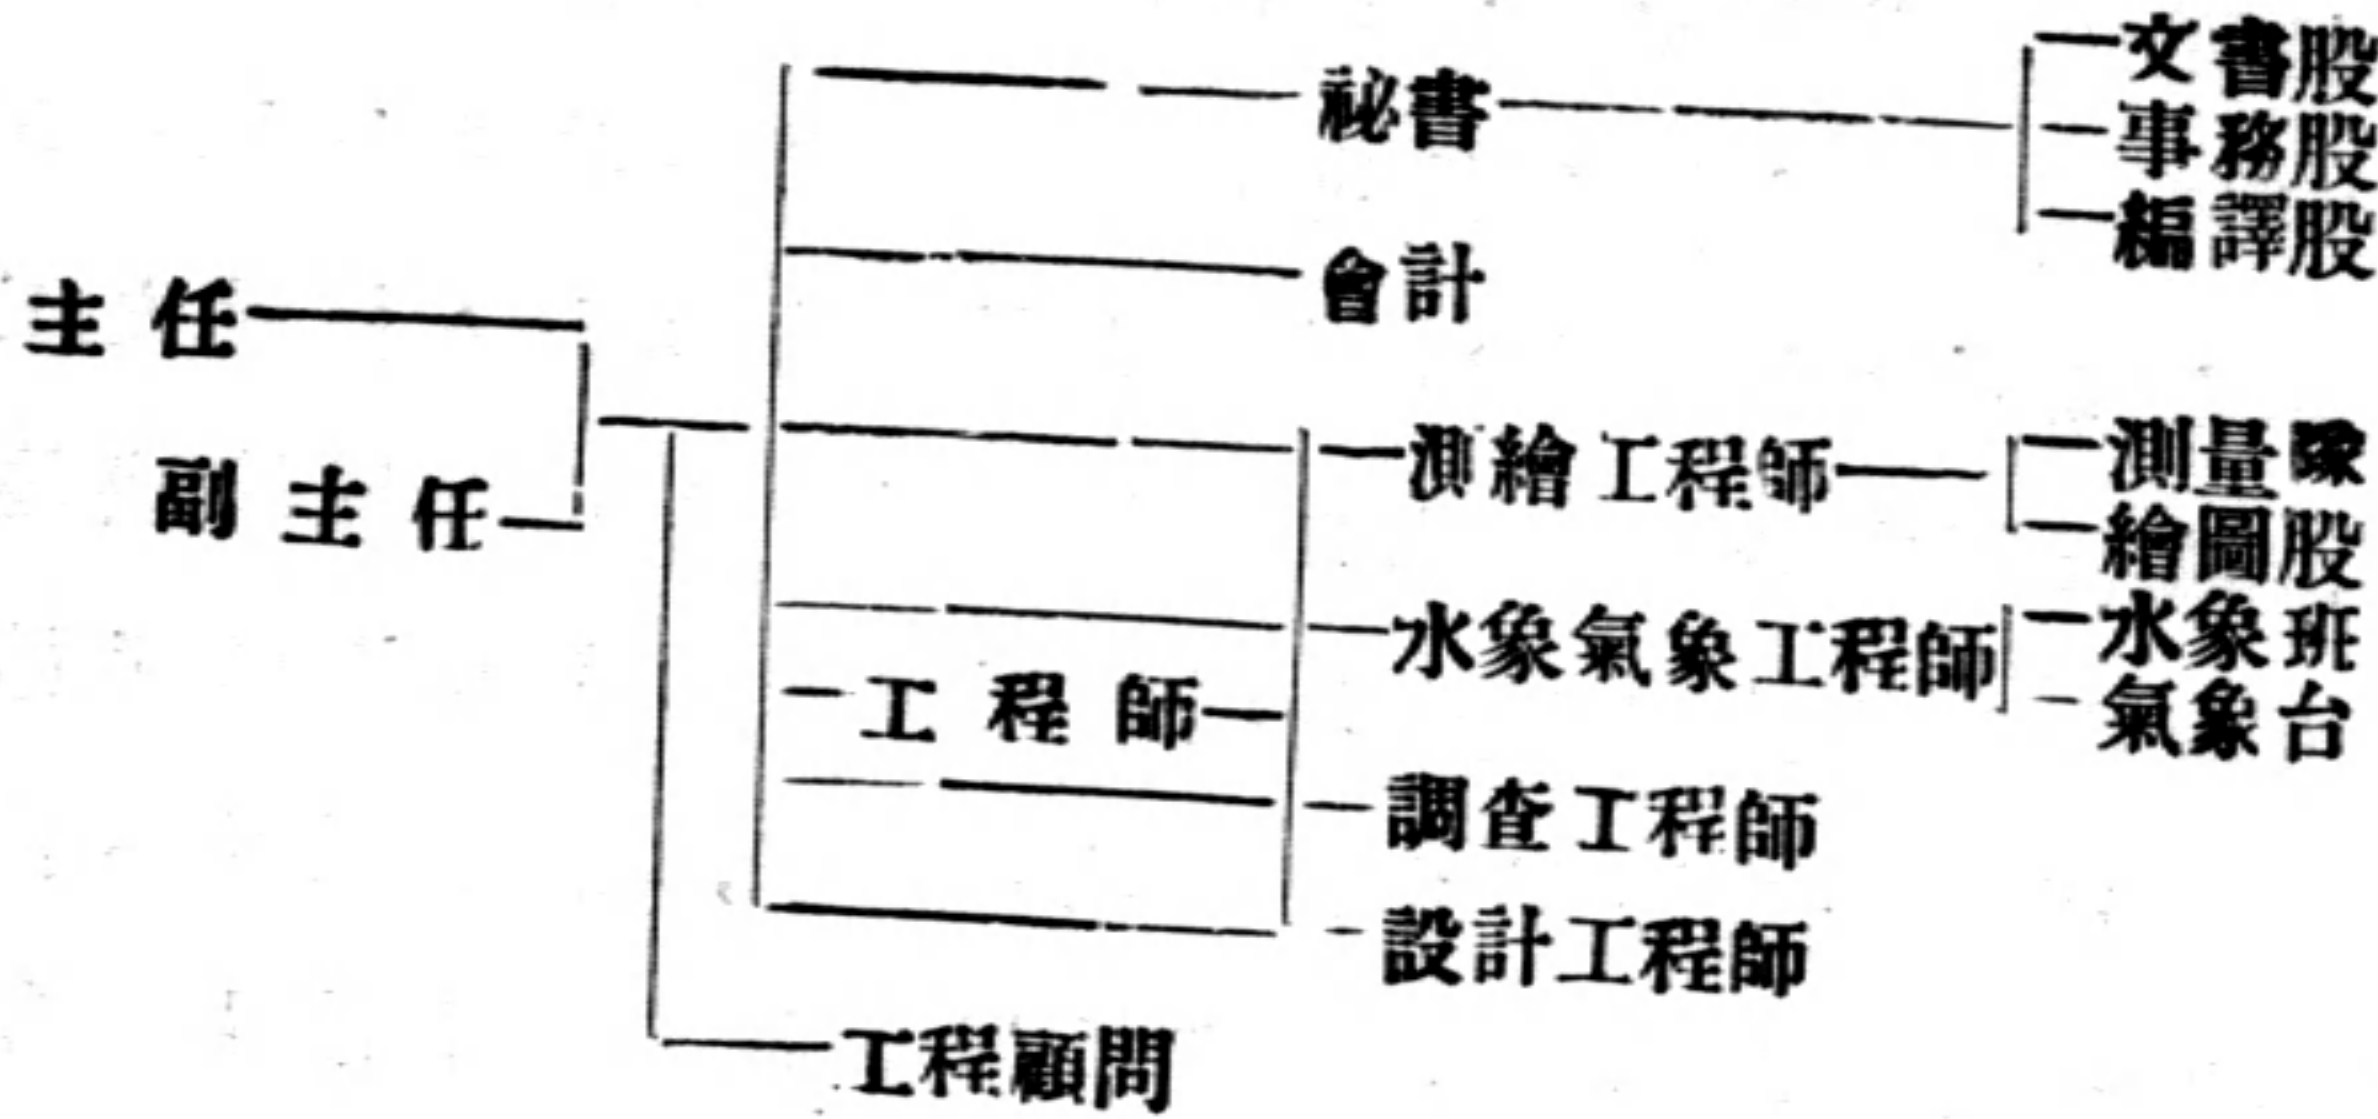 文書股
祕書
事務股
編譯股
會計
主任
測繪工程師
測量隊
副主任
繪圖股
水象氣象工程師
水象班
工程師
氣象台
調查工程師
設計工程師
工程顧問